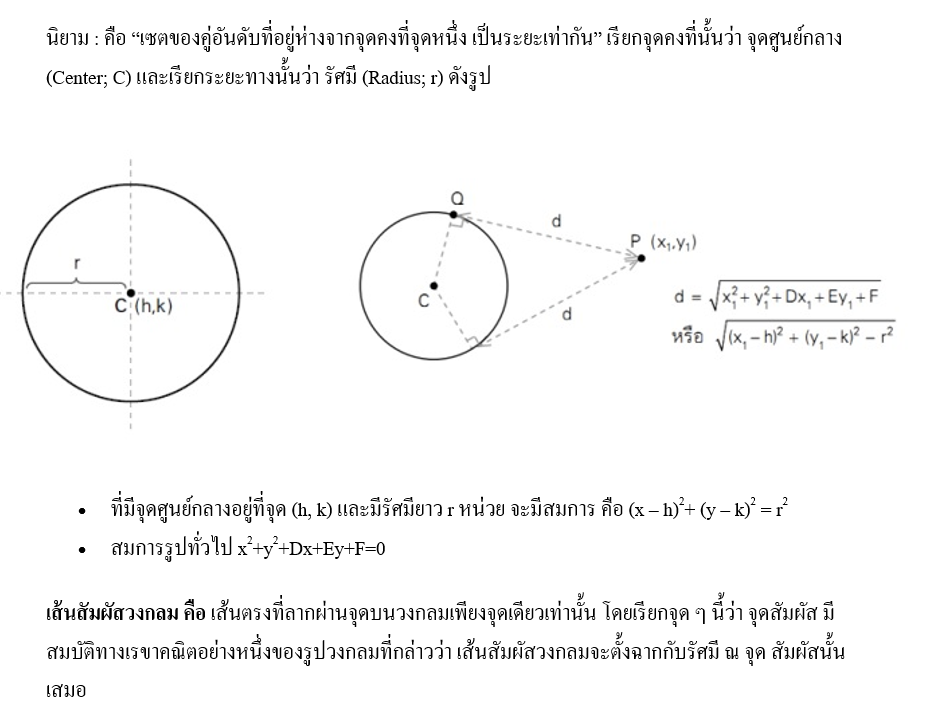 นิยาม : คือ “เซตของคู่อันดับที่อยู่ห่างจากจุดคงที่จุดหนึ่ง เป็นระยะเท่ากัน” เรียกจุดคงที่นั้นว่า จุดศูนย์กลาง
(Center; C) และเรียกระยะทางนั้นว่า รัศมี (Radius; r) ดังรูป
r
C (h,k)
Q
d
P (x₁,y₁)
C
d
d = √(x₁² + y₁² + Dx₁ + Ey₁ + F)
หรือ √((x₁ – h)² + (y₁ – k)² – r²)
• ที่มีจุดศูนย์กลางอยู่ที่จุด (h, k) และมีรัศมียาว r หน่วย จะมีสมการ คือ (x – h)²+ (y – k)² = r²
• สมการรูปทั่วไป x²+y²+Dx+Ey+F=0
เส้นสัมผัสวงกลม คือ เส้นตรงที่ลากผ่านจุดบนวงกลมเพียงจุดเดียวเท่านั้น โดยเรียกจุด ๆ นี้ว่า จุดสัมผัส มี
สมบัติทางเรขาคณิตอย่างหนึ่งของรูปวงกลมที่กล่าวว่า เส้นสัมผัสวงกลมจะตั้งฉากกับรัศมี ณ จุด สัมผัสนั้น
เสมอ